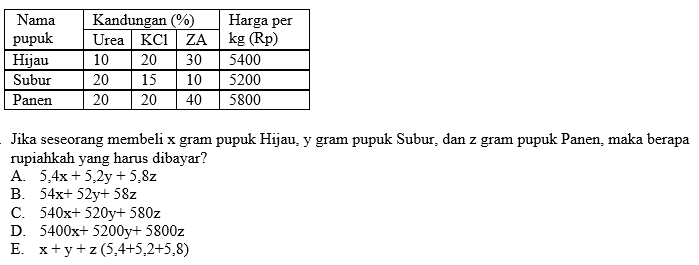 Nama pupuk Kandungan (%) Harga per kg (Rp)
Urea KCl ZA
Hijau 10 20 30 5400
Subur 20 15 10 5200
Panen 20 20 40 5800
Jika seseorang membeli x gram pupuk Hijau, y gram pupuk Subur, dan z gram pupuk Panen, maka berapa
rupiahkah yang harus dibayar?
A. 5,4x + 5,2y + 5,8z
B. 54x+ 52y+ 58z
C. 540x+ 520y+ 580z
D. 5400x+ 5200y+ 5800z
E. x + y + z (5,4+5,2+5,8)